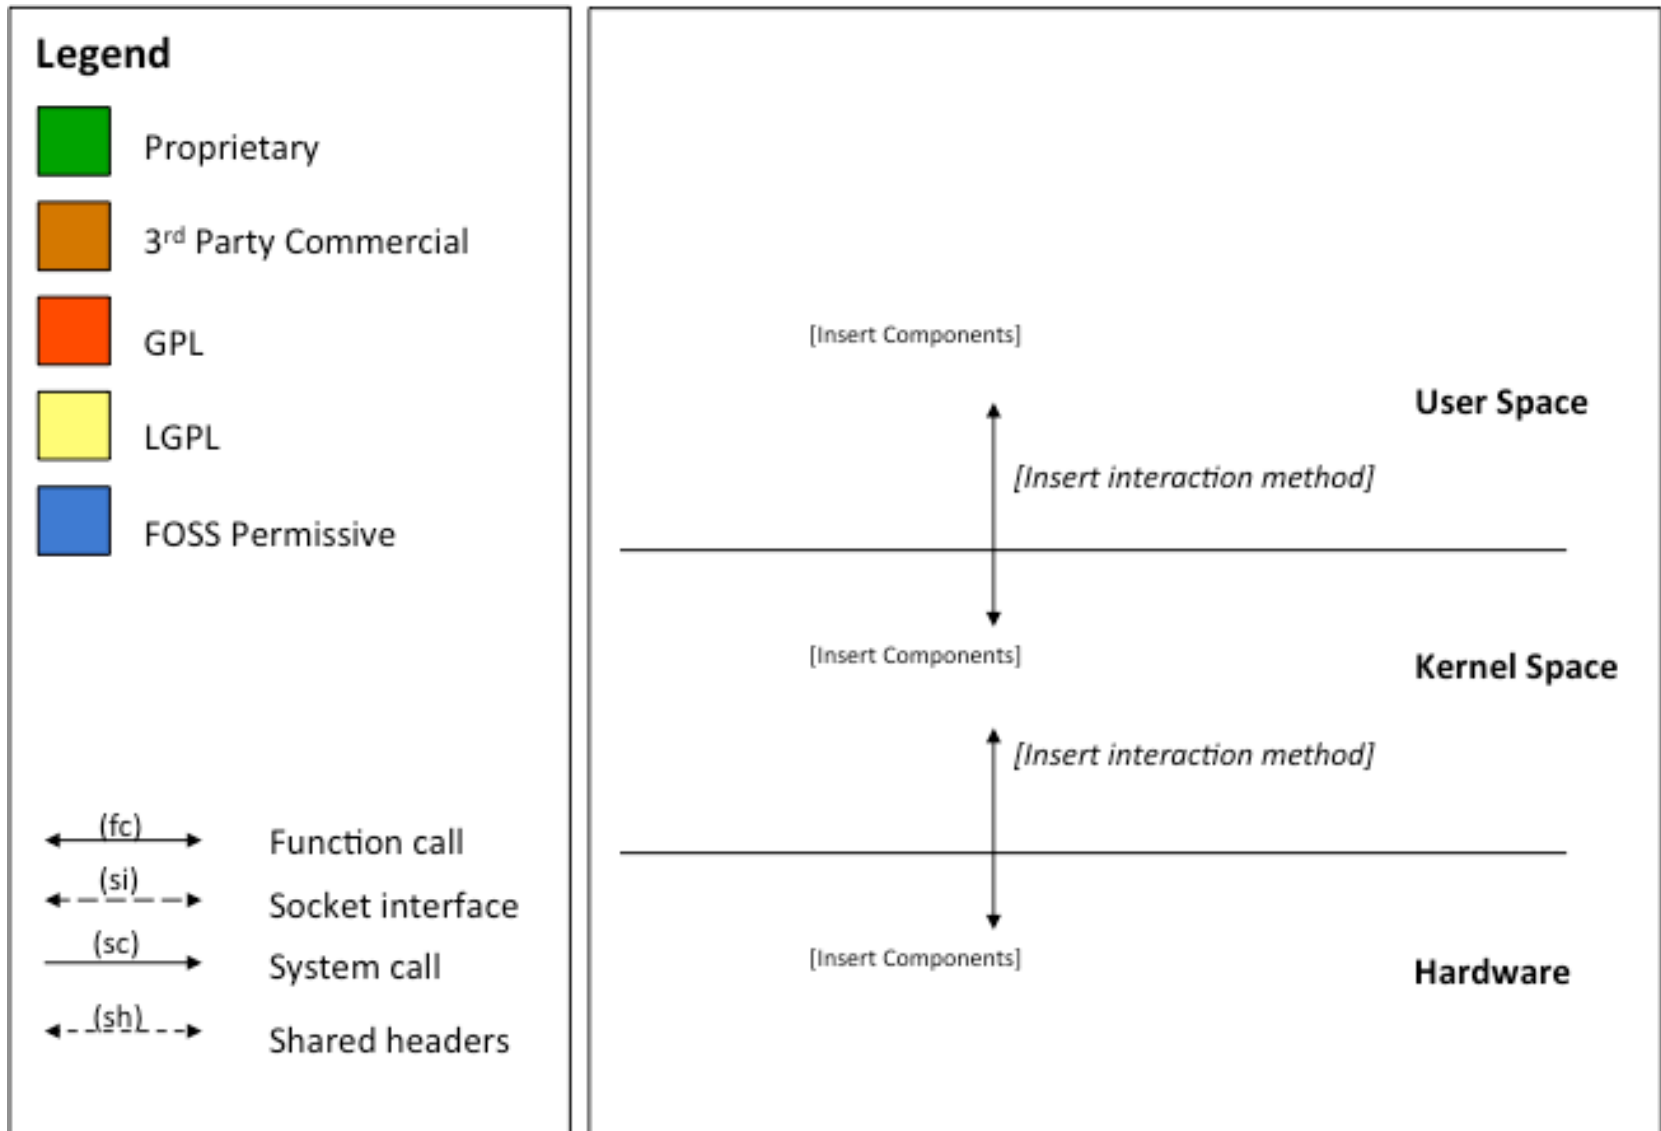 Legend
Proprietary
3rd Party Commercial
GPL
LGPL
FOSS Permissive
(fc)
Function call
(si)
Socket interface
(sc)
System call
(sh)
Shared headers
[Insert Components]
User Space
[Insert interaction method]
[Insert Components]
Kernel Space
[Insert interaction method]
[Insert Components]
Hardware